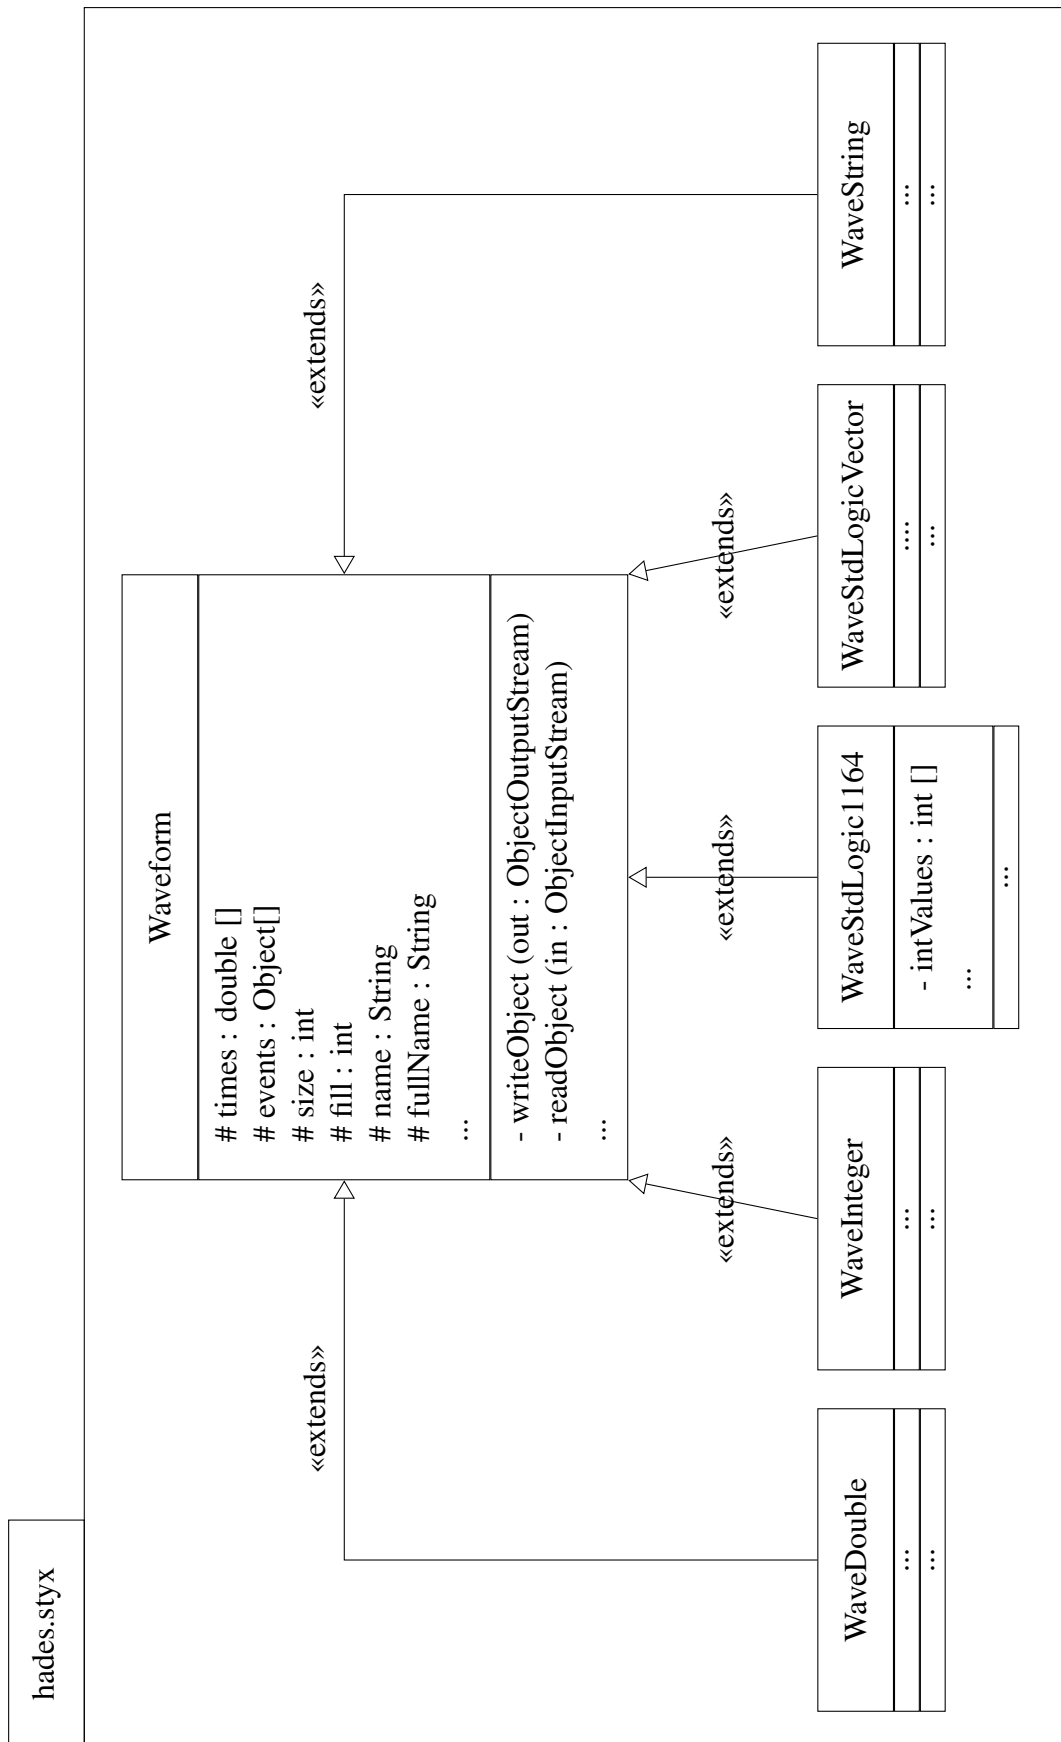 hades.styx
Waveform
# times : double []
# events : Object[]
# size : int
# fill : int
# name : String
# fullName : String
...
- writeObject (out : ObjectOutputStream)
- readObject (in : ObjectInputStream)
...
«extends»
«extends»
«extends»
«extends»
«extends»
WaveDouble
...
...
WaveInteger
...
...
WaveStdLogic1164
- intValues : int []
...
...
WaveStdLogicVector
....
...
WaveString
...
...